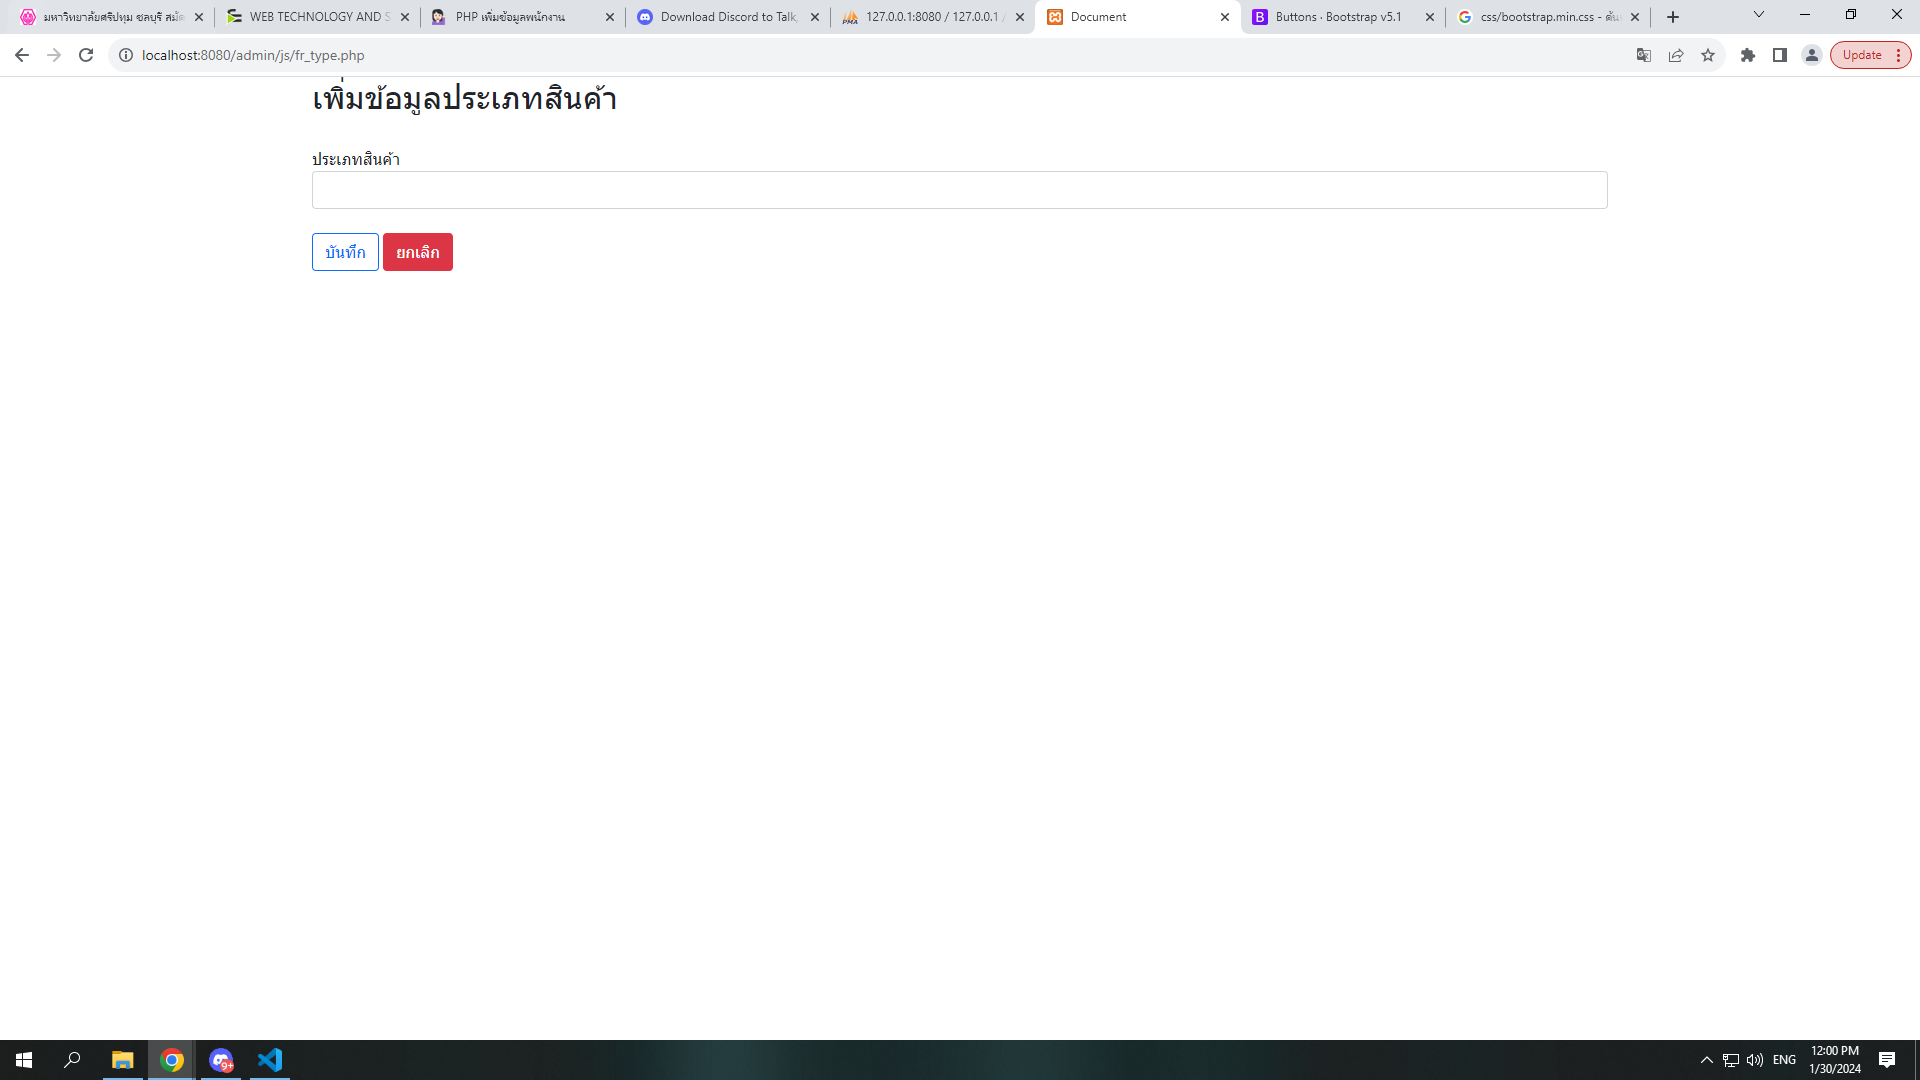 มหาวิทยาลัยศรีปทุม ชลบุรี สมัค
WEB TECHNOLOGY AND S
PHP เพิ่มข้อมูลพนักงาน
Download Discord to Talk,
127.0.0.1:8080 / 127.0.0.1 /
Document
Buttons · Bootstrap v5.1
css/bootstrap.min.css - ค้น
localhost:8080/admin/js/fr_type.php
Update
เพิ่มข้อมูลประเภทสินค้า
ประเภทสินค้า
บันทึก
ยกเลิก
9+
ENG
12:00 PM
1/30/2024